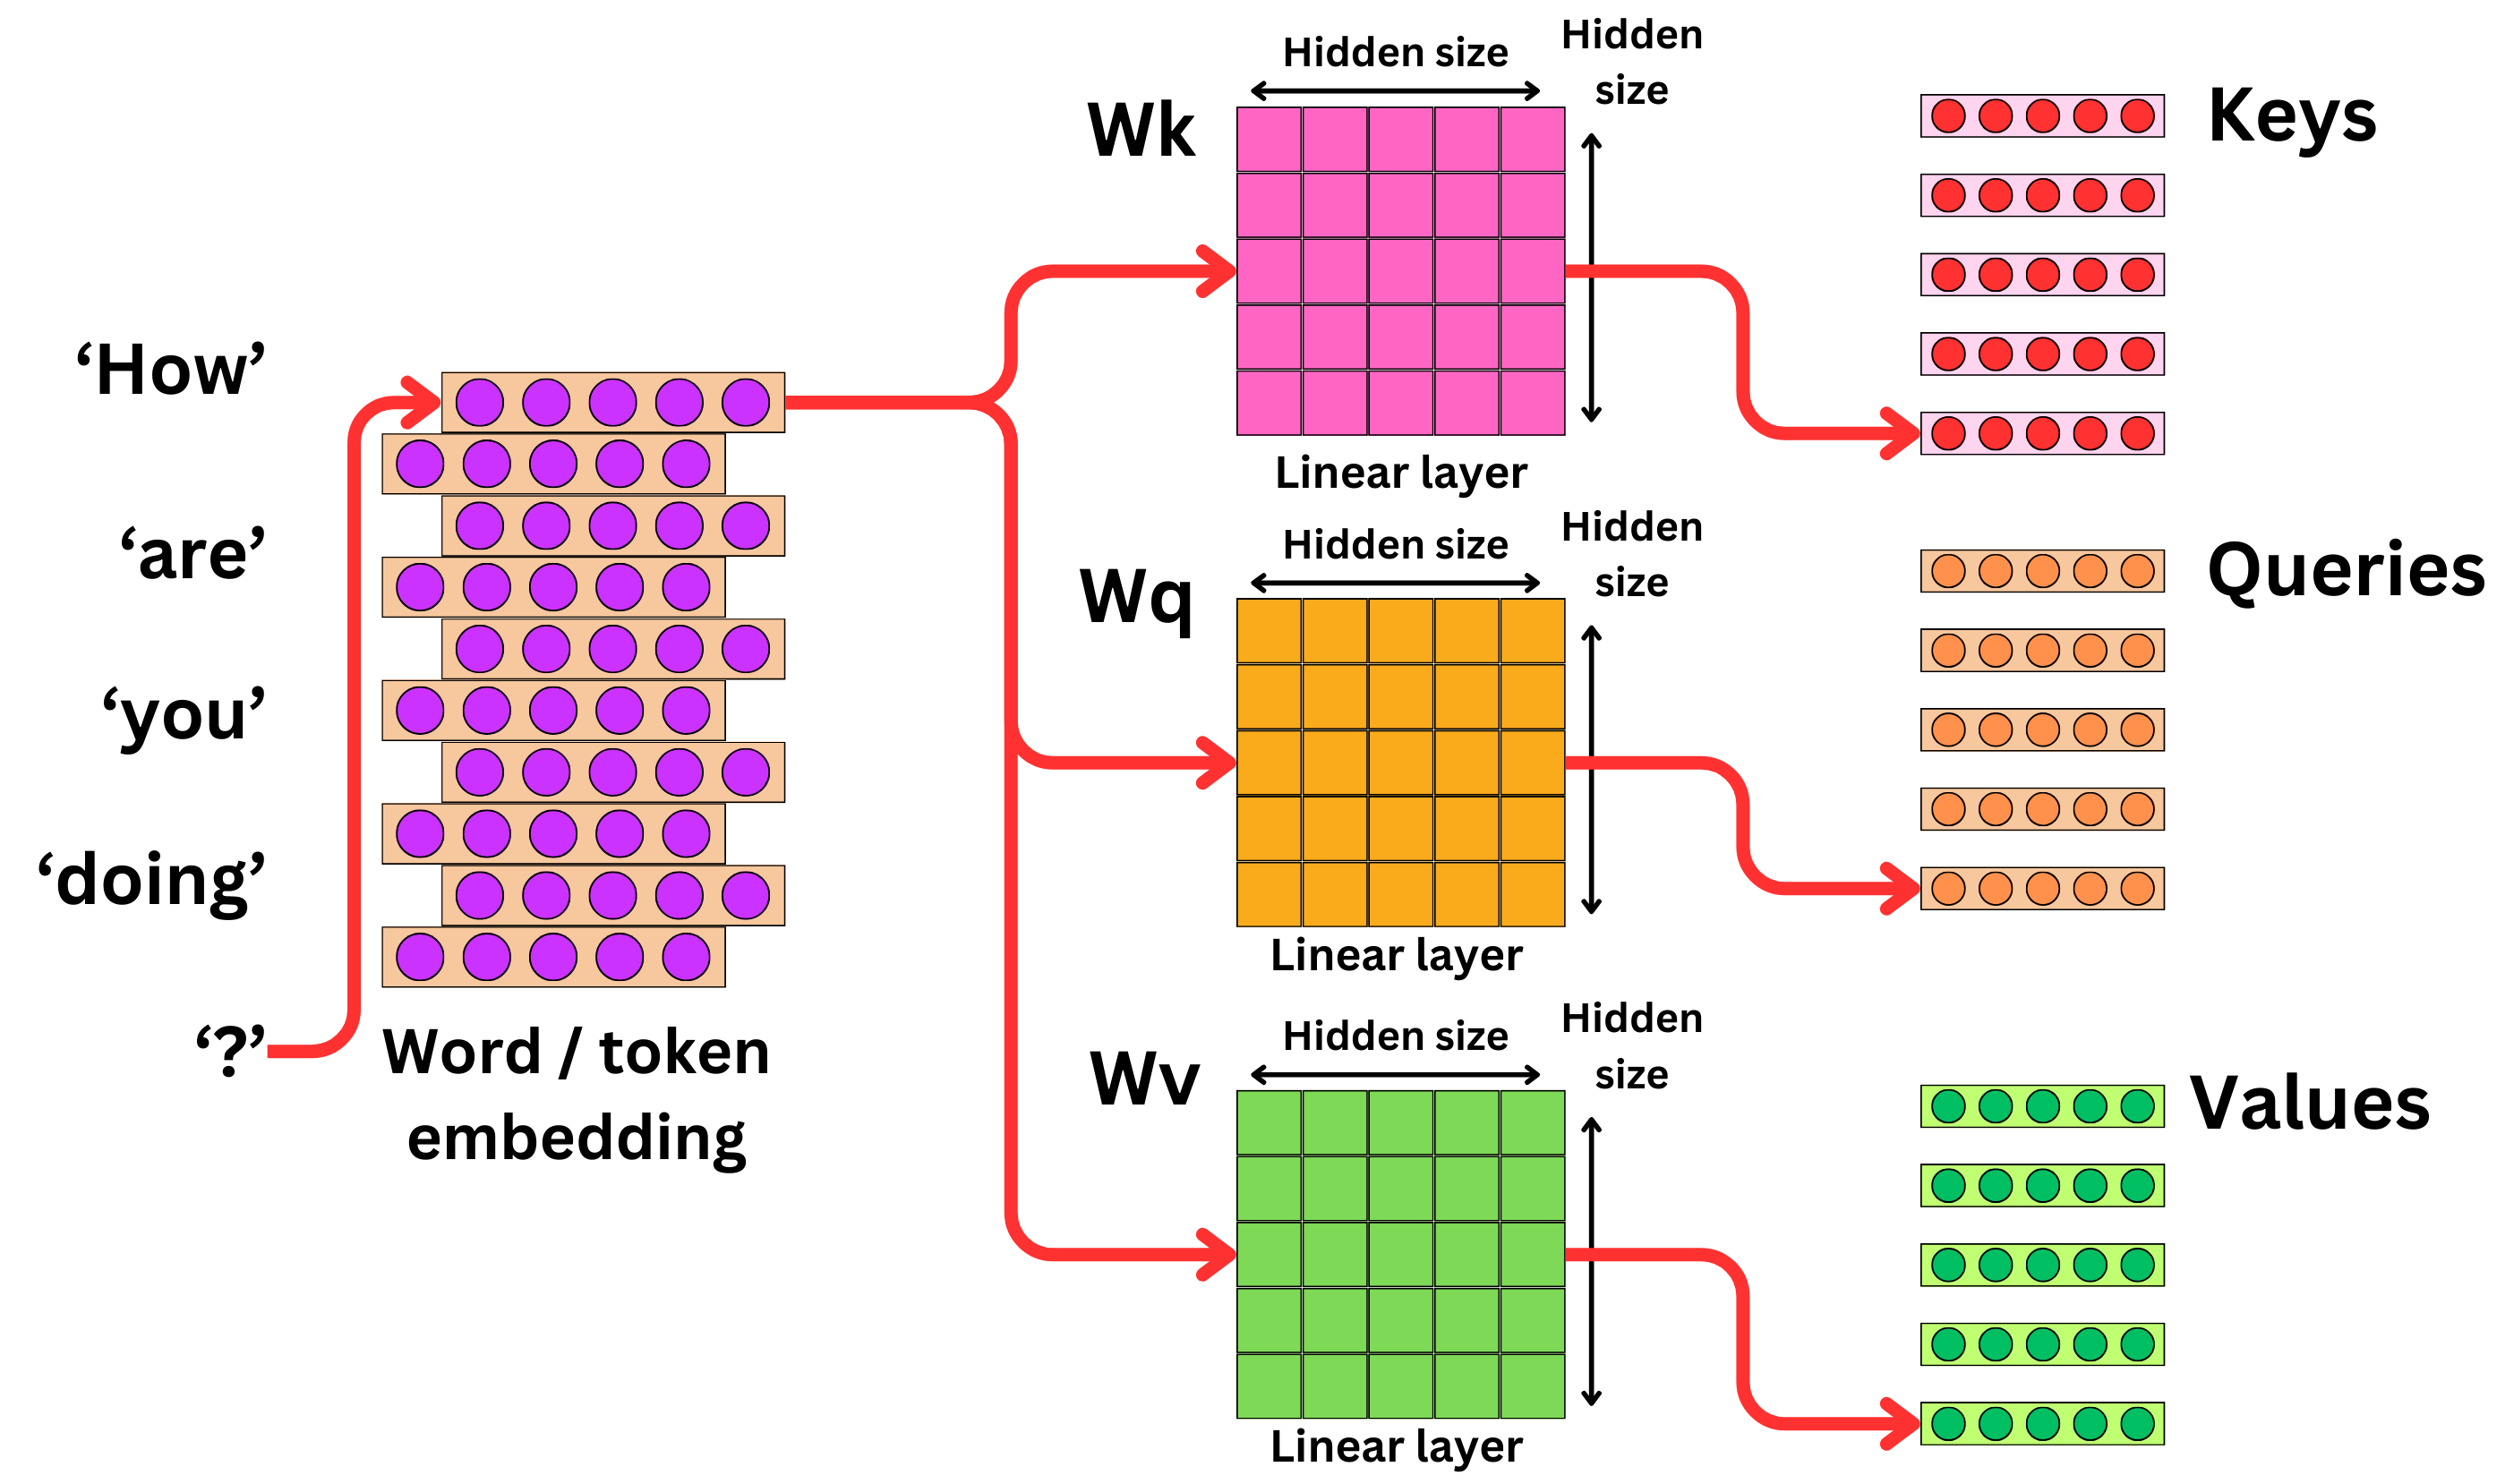 ‘How’
‘are’
‘you’
‘doing’
‘?’
Word / token
embedding
Wk
Hidden size
Hidden
size
Linear layer
Keys
Wq
Hidden size
Hidden
size
Linear layer
Queries
Wv
Hidden size
Hidden
size
Linear layer
Values